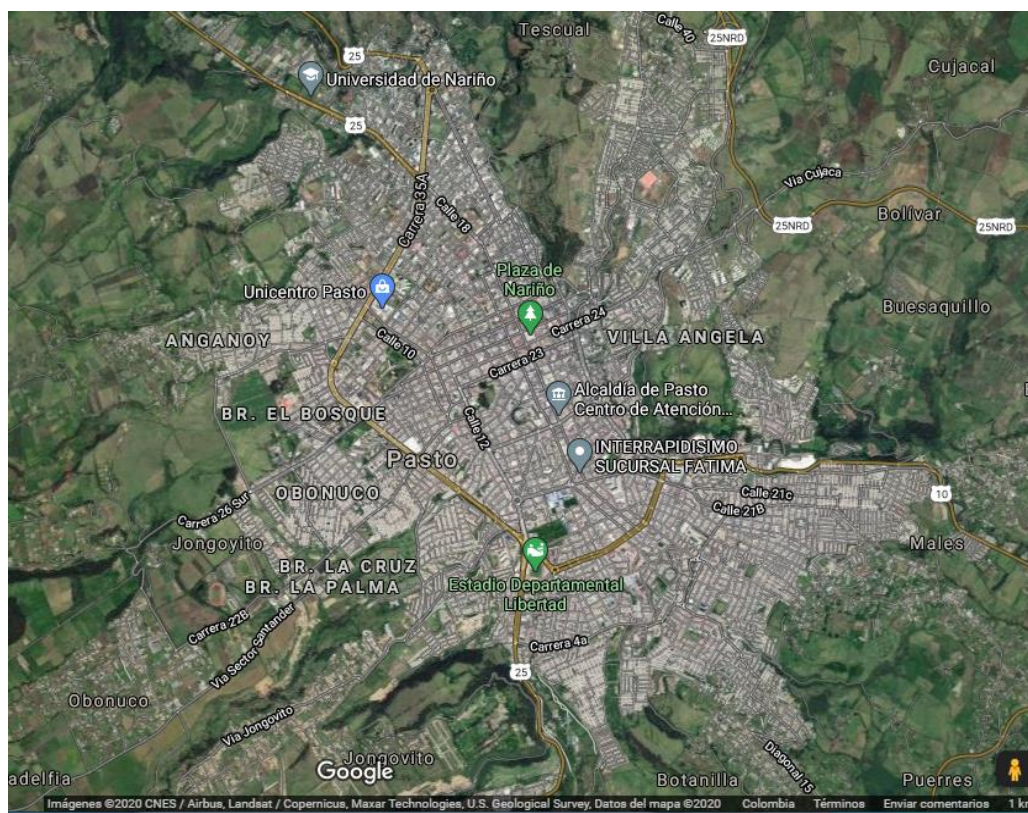 Tescual
Calle 40
25NRD
Cujacal
25
Universidad de Nariño
25
Via Cujaca
Bolívar
25NRD
25NRD
Carrera 35A
Calle 18
Plaza de
Nariño
Unicentro Pasto
Buesaquillo
ANGANOY
Calle 10
Carrera 24
VILLA ANGELA
Carrera 23
Alcaldía de Pasto
Centro de Atención...
BR. EL BOSQUE
Calle 12
INTERRAPIDISIMO
SUCURSAL FATIMA
Pasto
OBONUCO
Calle 21c
Calle 21B
10
Carrera 26 Sur
Jongoyito
Males
BR. LA CRUZ
BR. LA PALMA
Estadio Departamental
Libertad
Carrera 22B
Via Sector Santander
Carrera 4a
25
Obonuco
Via Jongovito
Jongovito
Google
Diagonal 15
adelfia
Botanilla
Puerres
Imágenes ©2020 CNES / Airbus, Landsat / Copernicus, Maxar Technologies, U.S. Geological Survey, Datos del mapa ©2020 Colombia Términos Enviar comentarios 1 k